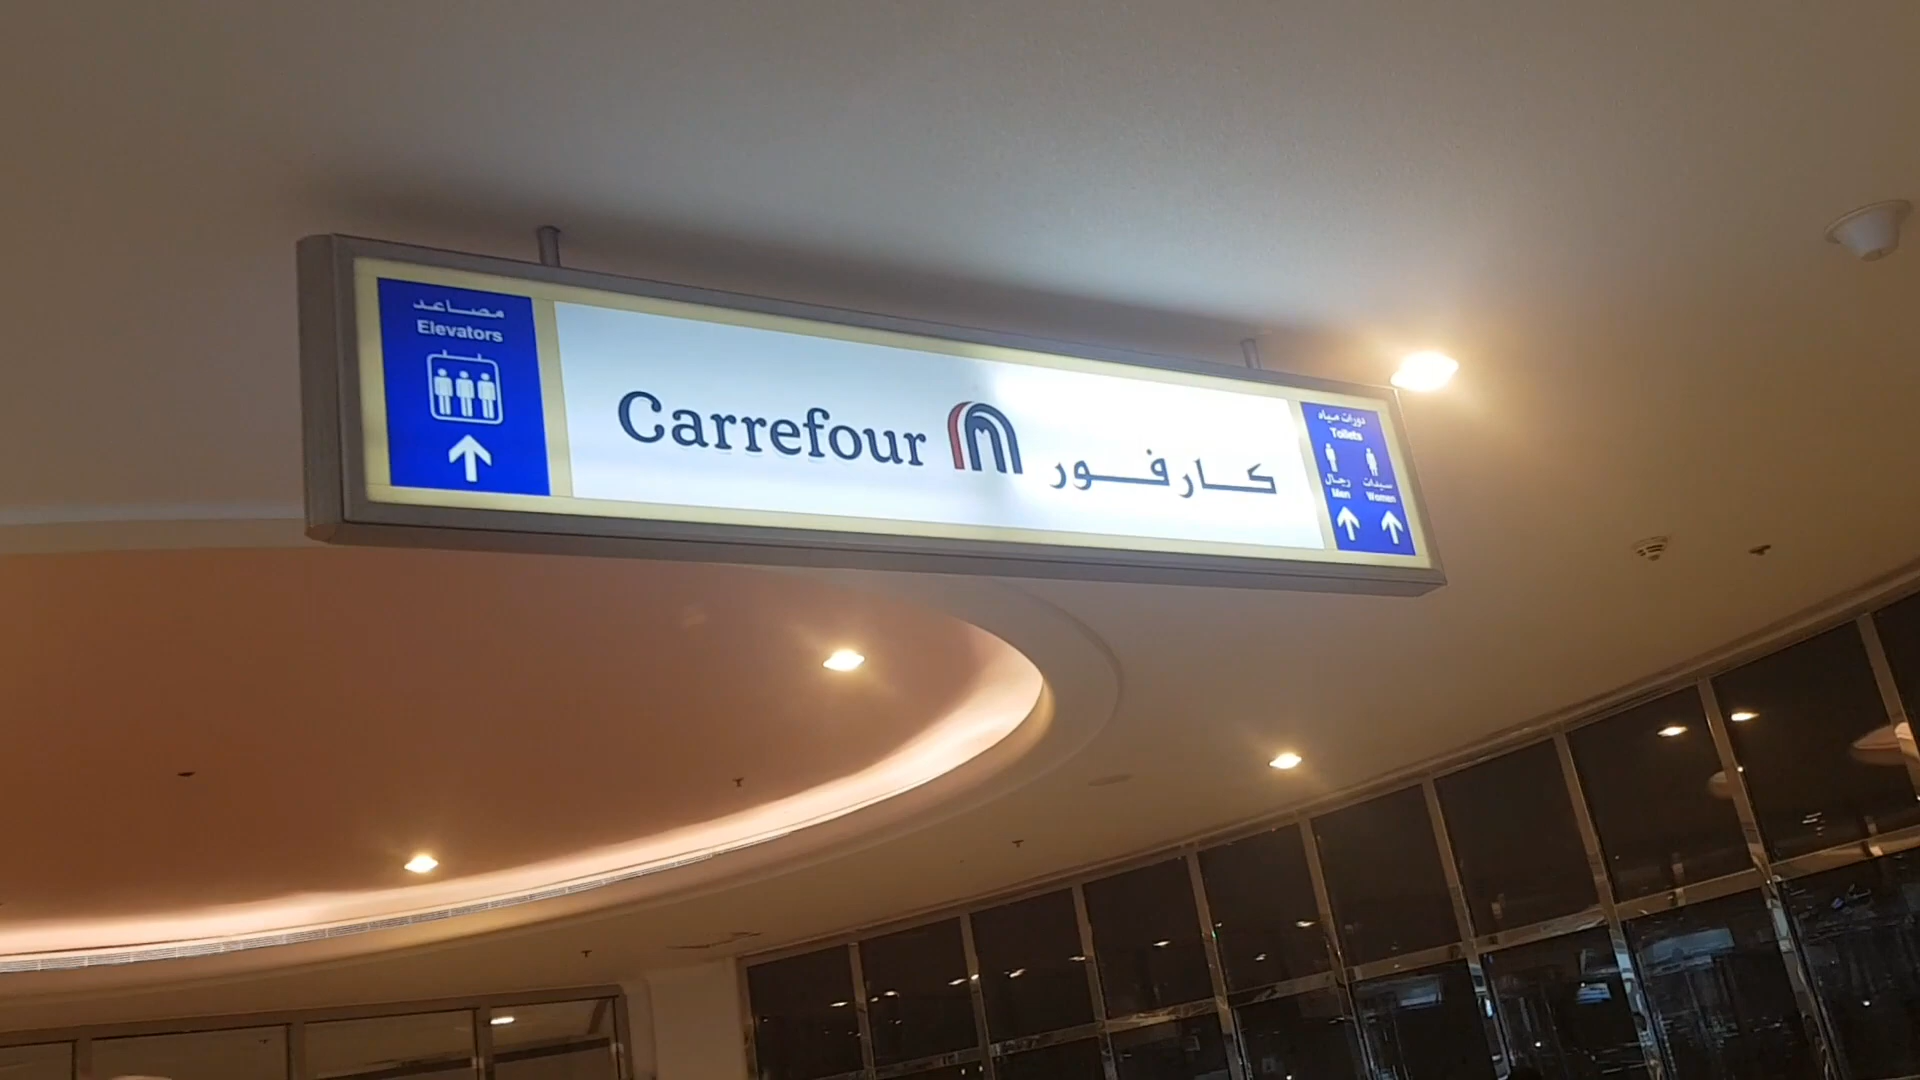 مصاعد
Elevators
Carrefour
كارفور
دورات مياه
Toilets
رجال
Men
سيدات
Women